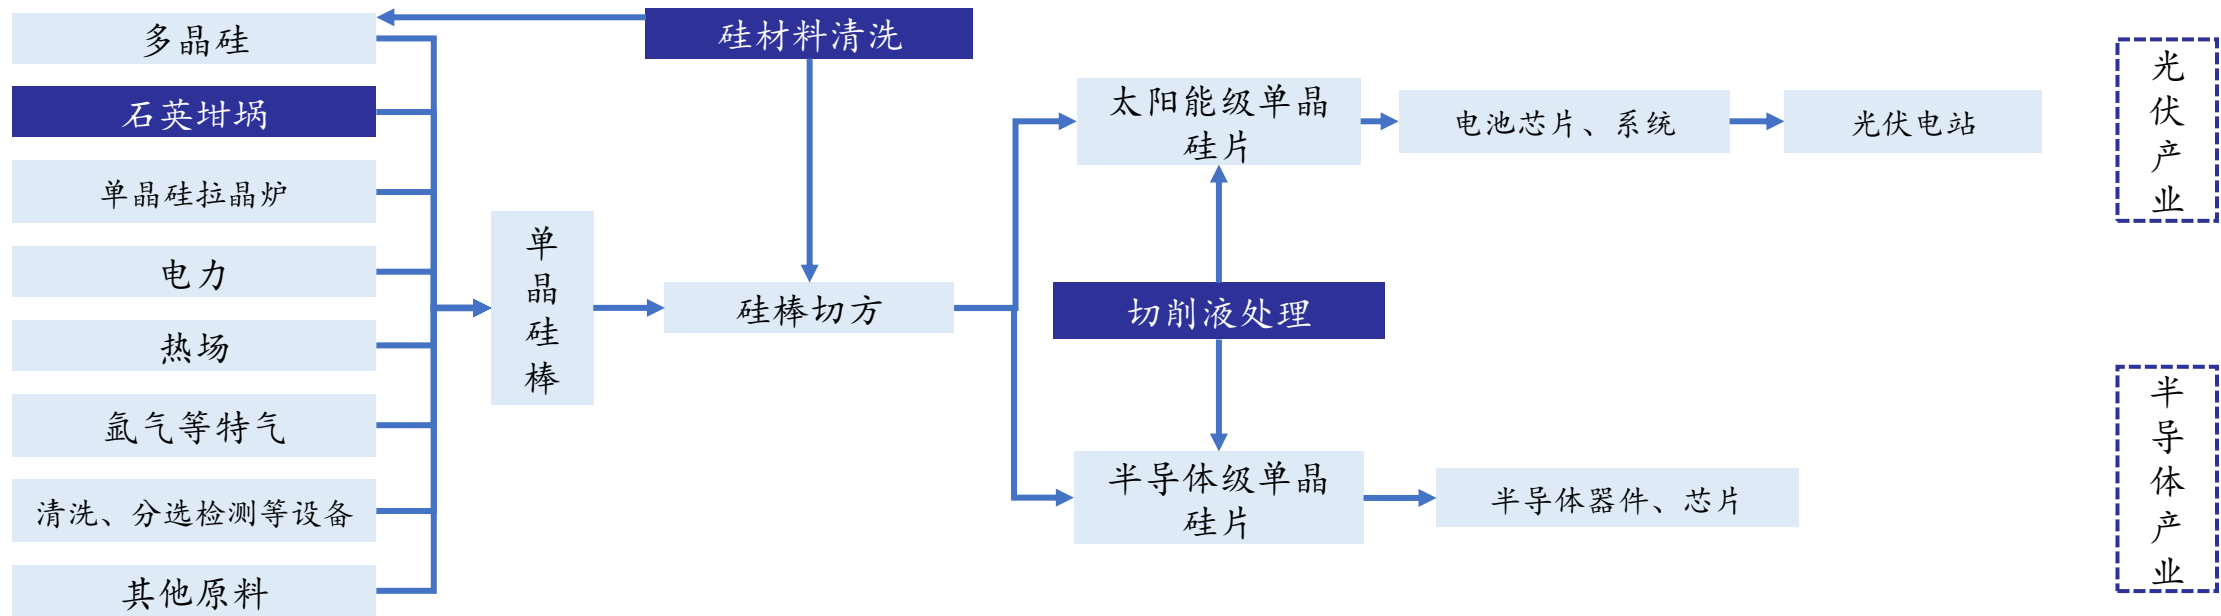 多晶硅
石英坩埚
单晶硅拉晶炉
电力
热场
氩气等特气
清洗、分选检测等设备
其他原料
单
晶
硅
棒
硅材料清洗
硅棒切方
太阳能级单晶
硅片
切削液处理
半导体级单晶
硅片
电池芯片、系统
光伏电站
半导体器件、芯片
光
伏
产
业
半
导
体
产
业